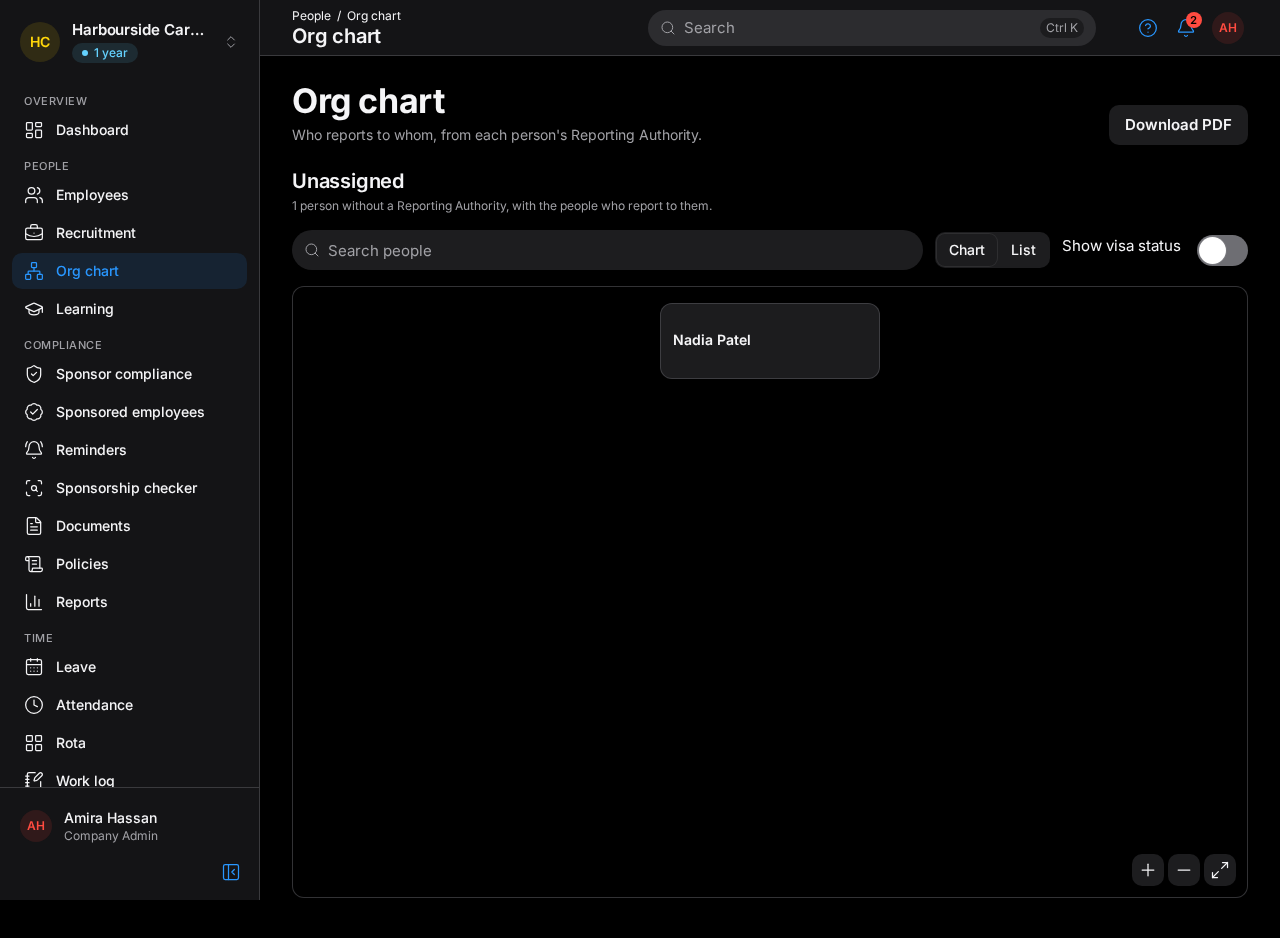 HC
Harbourside Car...
1 year
OVERVIEW
Dashboard
PEOPLE
Employees
Recruitment
Org chart
Learning
COMPLIANCE
Sponsor compliance
Sponsored employees
Reminders
Sponsorship checker
Documents
Policies
Reports
TIME
Leave
Attendance
Rota
Work log
AH
Amira Hassan
Company Admin
People / Org chart
Org chart
Search
Ctrl K
2
AH
Org chart
Who reports to whom, from each person's Reporting Authority.
Download PDF
Unassigned
1 person without a Reporting Authority, with the people who report to them.
Search people
Chart
List
Show visa status
Nadia Patel